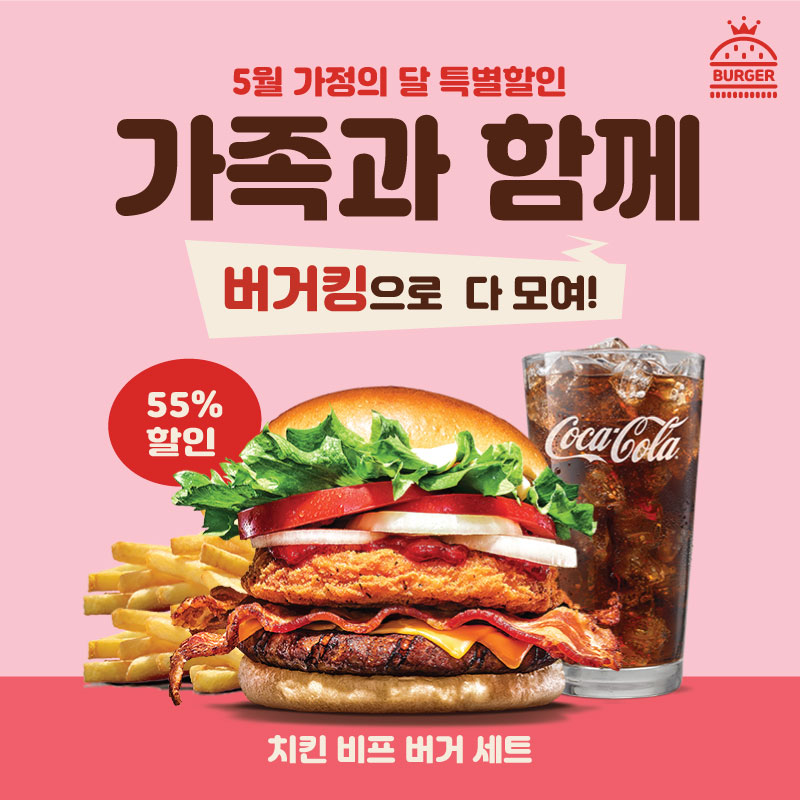 BURGER
5월 가정의 달 특별할인
가족과 함께
버거킹으로 다 모여!
55%
할인
Coca-Cola
치킨 비프 버거 세트